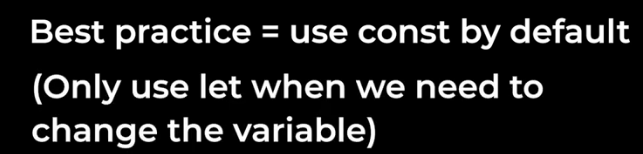 Best practice = use const by default
(Only use let when we need to
change the variable)